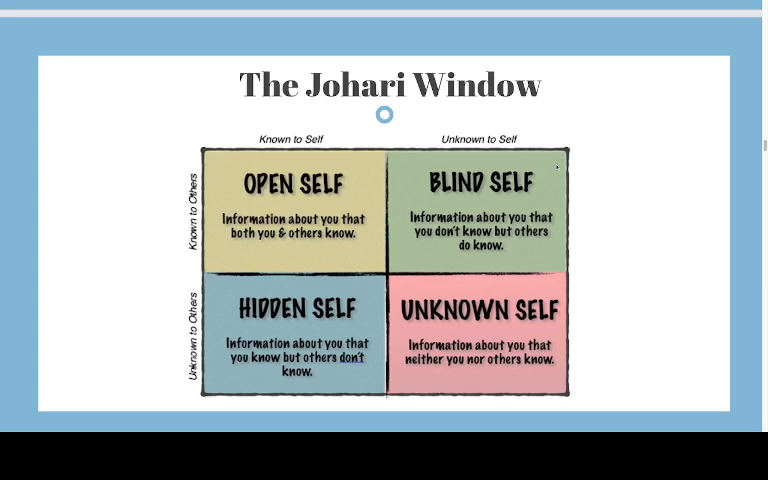 The Johari Window
Known to Self
Unknown to Self
Known to Others
OPEN SELF
Information about you that
both you & others know.
BLIND SELF
Information about you that
you don't know but others
do know.
Unknown to Others
HIDDEN SELF
Information about you that
you know but others don't
know.
UNKNOWN SELF
Information about you that
neither you nor others know.